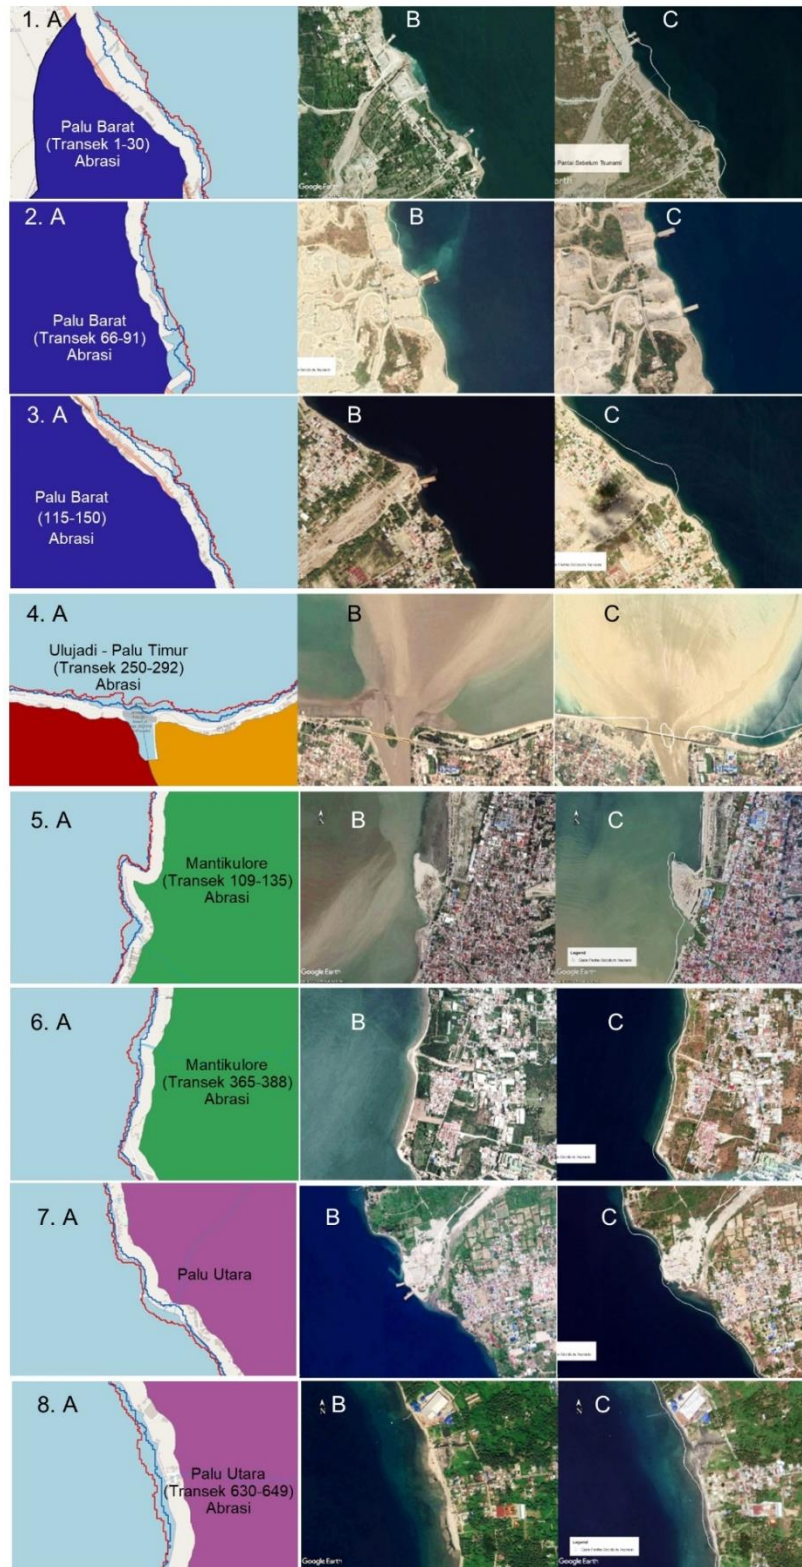 1. A
B
C
Palu Barat
(Transek 1-30)
Abrasi
Google Earth
Pantai Sebelum Tsunami
earth
2. A
B
C
Palu Barat
(Transek 66-91)
Abrasi
3. A
B
C
Palu Barat
(115-150)
Abrasi
4. A
B
C
Ulujadi - Palu Timur
(Transek 250-292)
Abrasi
5. A
B
C
Mantikulore
(Transek 109-135)
Abrasi
N
N
Google Earth
Legend
Google Earth
6. A
B
C
Mantikulore
(Transek 365-388)
Abrasi
7. A
B
C
Palu Utara
8. A
B
C
Palu Utara
(Transek 630-649)
Abrasi
N
N
Google Earth
Legend
Google Earth